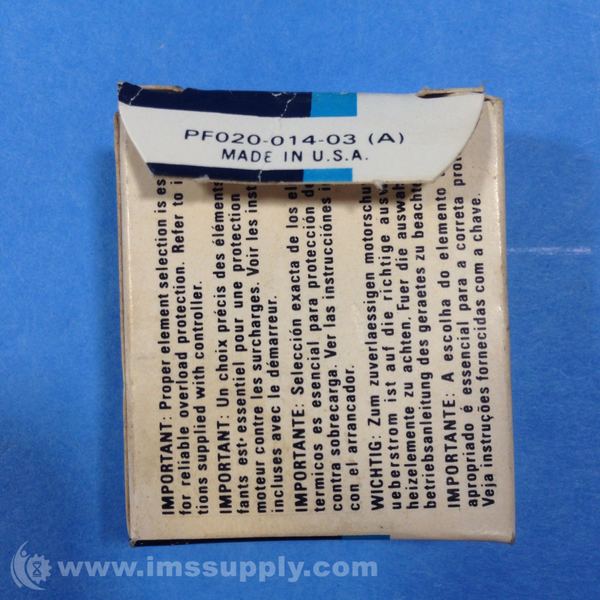 PF020-014-03 (A)
MADE IN U.S.A.
IMPORTANT: Proper element selection is es
for reliable overload protection. Refer to i
tions supplied with controller.
IMPORTANT: Un choix précis des éléments
fants est essentiel pour une protection
moteur contre les surcharges. Voir les inst
incluses avec le démarreur.
IMPORTANTE: Selección exacta de los el
termicos es esencial para protección de
contra sobrecarga. Ver las instrucciónes i
con el arrancador.
WICHTIG: Zum zuverlaessigen motorschu
ueberstrom ist auf die richtige ausw
heizelemente zu achten. Fuer die auswah
betriebsanleitung des geraetes zu beachte
IMPORTANTE: A escolha do elemento t
apropriado é essencial para a correta pro
Veja instruções fornecidas com a chave.
www.imssupply.com